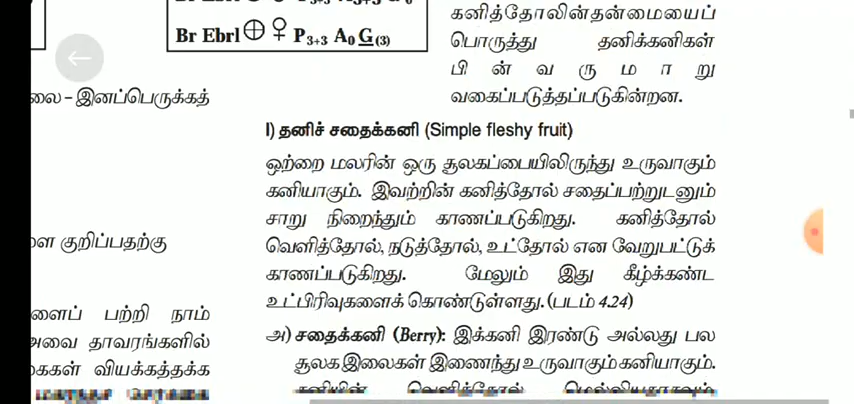 Br Ebrl ⊕ ♀ P3+3 A0 G(3)
லை – இனப்பெருக்கத்
ளை குறிப்பதற்கு
களைப் பற்றி நாம்
அவை தாவரங்களில்
கைகள் வியக்கத்தக்க
கனித்தோலின்தன்மையைப்
பொருத்து தனிக்கனிகள்
பி ன் வ ரு மா று
வகைப்படுத்தப்படுகின்றன.
I) தனிச் சதைக்கனி (Simple fleshy fruit)
ஒற்றை மலரின் ஒரு சூலகப்பையிலிருந்து உருவாகும்
கனியாகும். இவற்றின் கனித்தோல் சதைப்பற்றுடனும்
சாறு நிறைந்தும் காணப்படுகிறது. கனித்தோல்
வெளித்தோல், நடுத்தோல், உட்தோல் என வேறுபட்டுக்
காணப்படுகிறது. மேலும் இது கீழ்க்கண்ட
உட்பிரிவுகளைக் கொண்டுள்ளது. (படம் 4.24)
அ) சதைக்கனி (Berry): இக்கனி இரண்டு அல்லது பல
சூலக இலைகள் இணைந்து உருவாகும் கனியாகும்.
கனியின் வெளித்தோல் மெல்லியதாகவும்